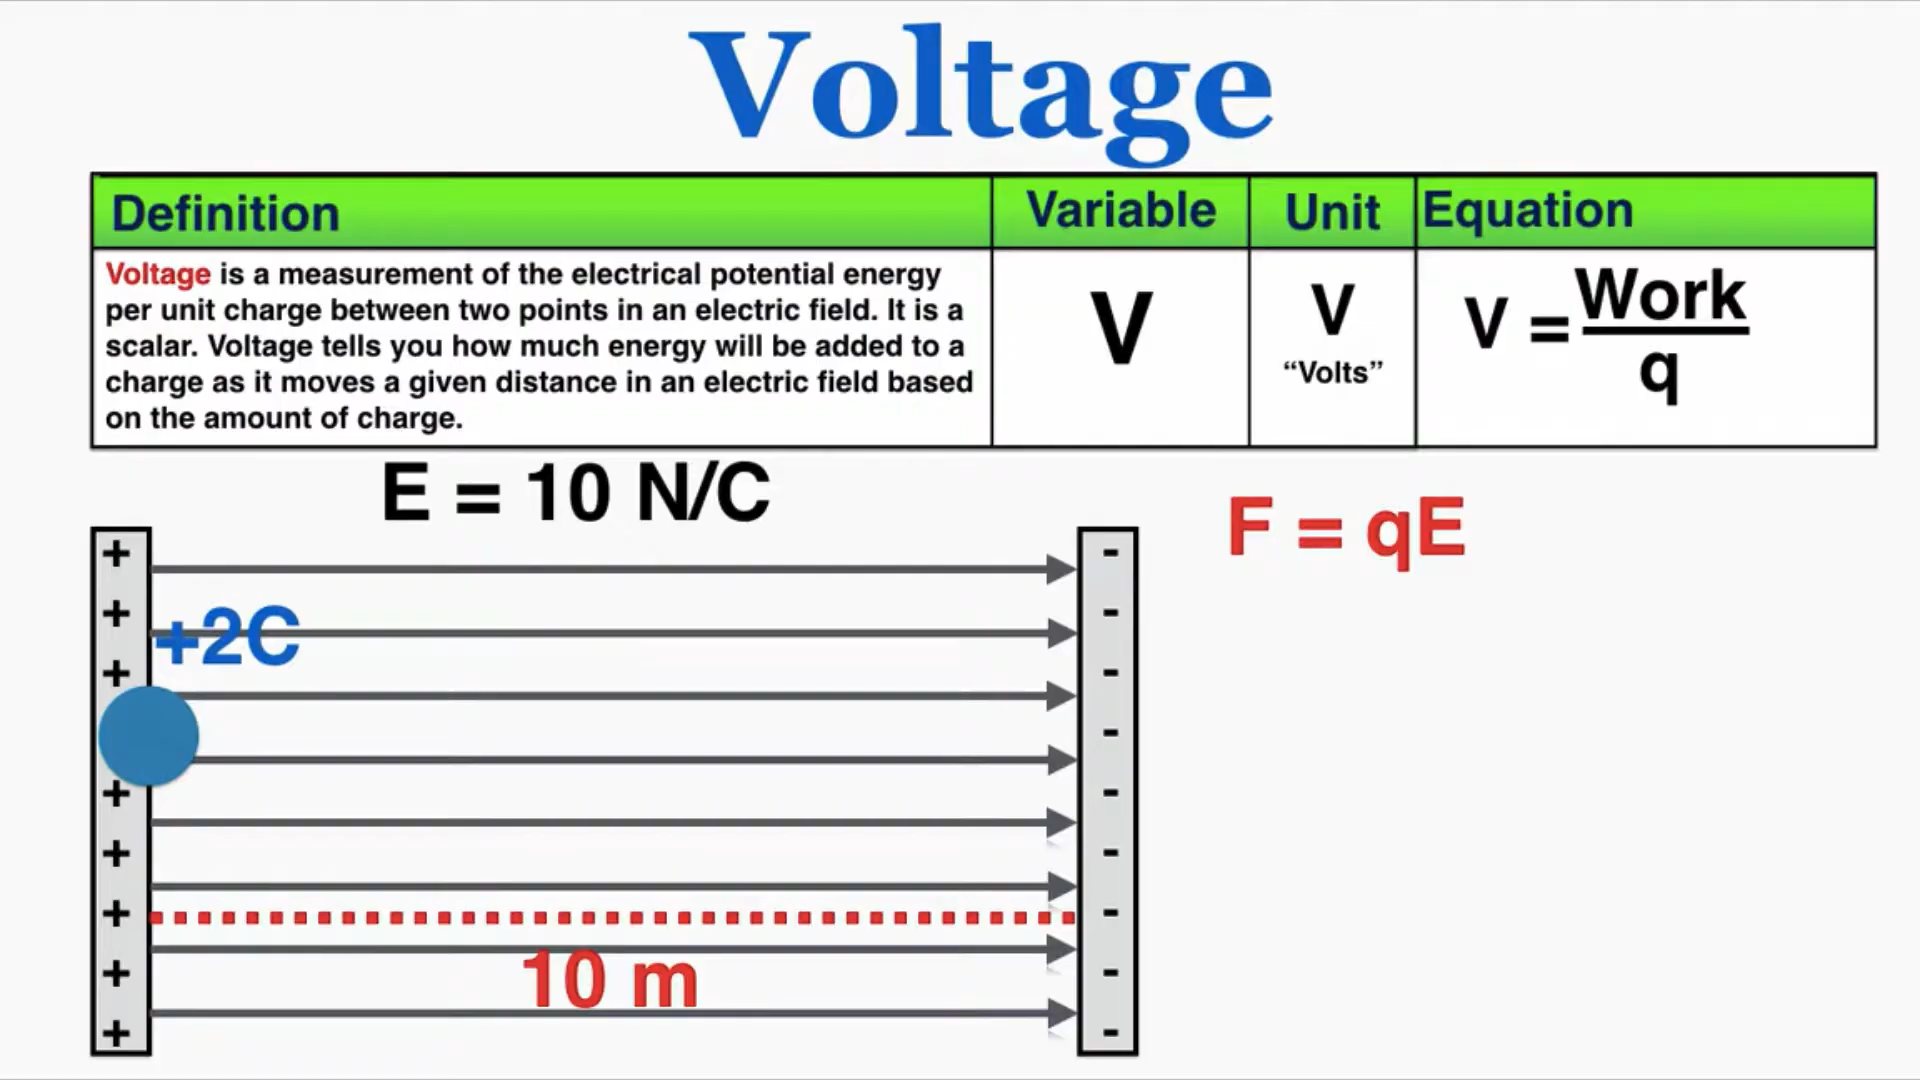 Voltage
Definition
Variable
Unit
Equation
Voltage is a measurement of the electrical potential energy
per unit charge between two points in an electric field. It is a
scalar. Voltage tells you how much energy will be added to a
charge as it moves a given distance in an electric field based
on the amount of charge.
V
V
“Volts”
V = Work
q
E = 10 N/C
F = qE
+ -
+ -
+2C
+ -
-
+ -
+ -
+ -
10 m
+ -
+ -